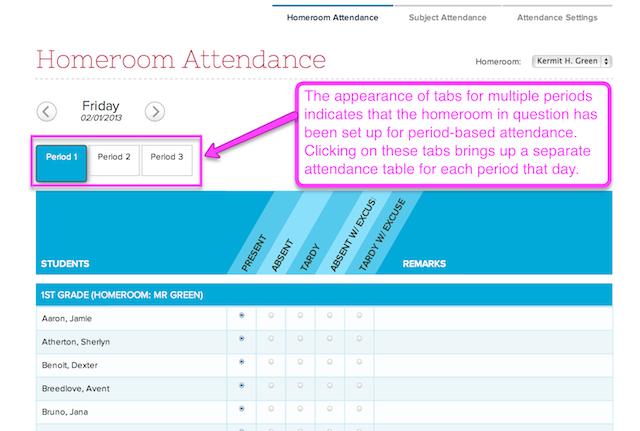 Homeroom Attendance Subject Attendance Attendance Settings
Homeroom Attendance
Homeroom: Kermit H. Green
Friday
02/01/2013
The appearance of tabs for multiple periods
indicates that the homeroom in question has
been set up for period-based attendance.
Clicking on these tabs brings up a separate
attendance table for each period that day.
Period 1 Period 2 Period 3
STUDENTS PRESENT ABSENT TARDY ABSENT W/ EXCUS TARDY W/ EXCUSE REMARKS
1ST GRADE (HOMEROOM: MR GREEN)
Aaron, Jamie
Atherton, Sherlyn
Benoit, Dexter
Breedlove, Avent
Bruno, Jana